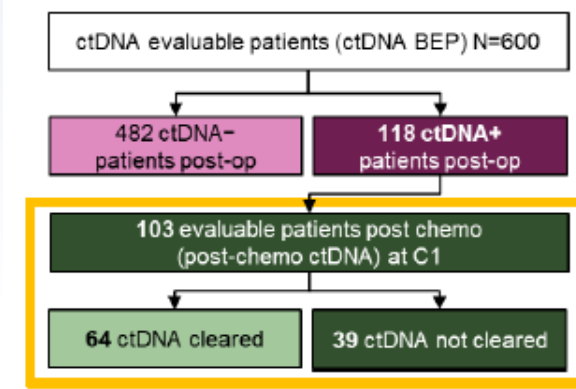 ctDNA evaluable patients (ctDNA BEP) N=600
482 ctDNA−
patients post-op
118 ctDNA+
patients post-op
103 evaluable patients post chemo
(post-chemo ctDNA) at C1
64 ctDNA cleared
39 ctDNA not cleared